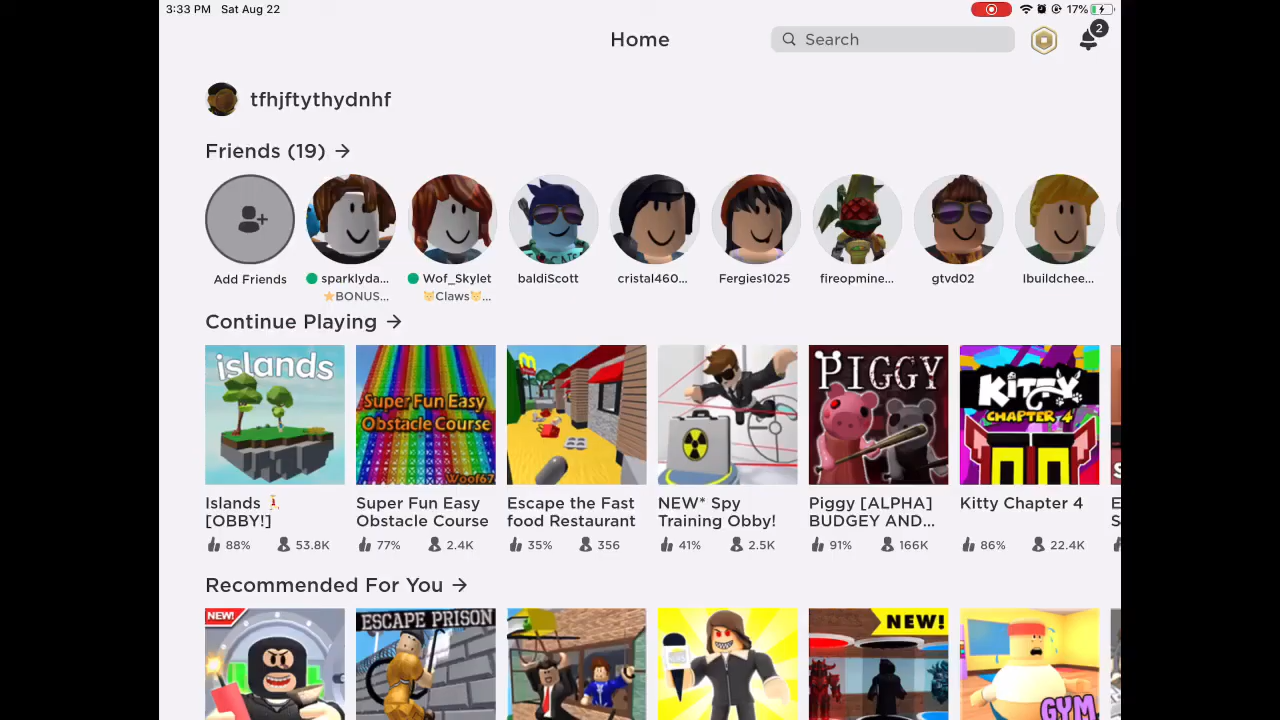 3:33 PM Sat Aug 22
17%
Home
Search
2
tfhjftythydnhf
Friends (19) →
Add Friends
sparklyda...
BONUS...
Wof_Skylet
Claws...
baldiScott
cristal460...
Fergies1025
fireopmine...
gtvd02
Ibuildchee...
Continue Playing →
islands
Super Fun Easy
Obstacle Course
Woof67
PIGGY
KITTY
CHAPTER 4
Islands
[OBBY!]
88% 53.8K
Super Fun Easy
Obstacle Course
77% 2.4K
Escape the Fast
food Restaurant
35% 356
NEW* Spy
Training Obby!
41% 2.5K
Piggy [ALPHA]
BUDGEY AND...
91% 166K
Kitty Chapter 4
86% 22.4K
Recommended For You →
NEW!
ESCAPE PRISON
NEW!
GYM